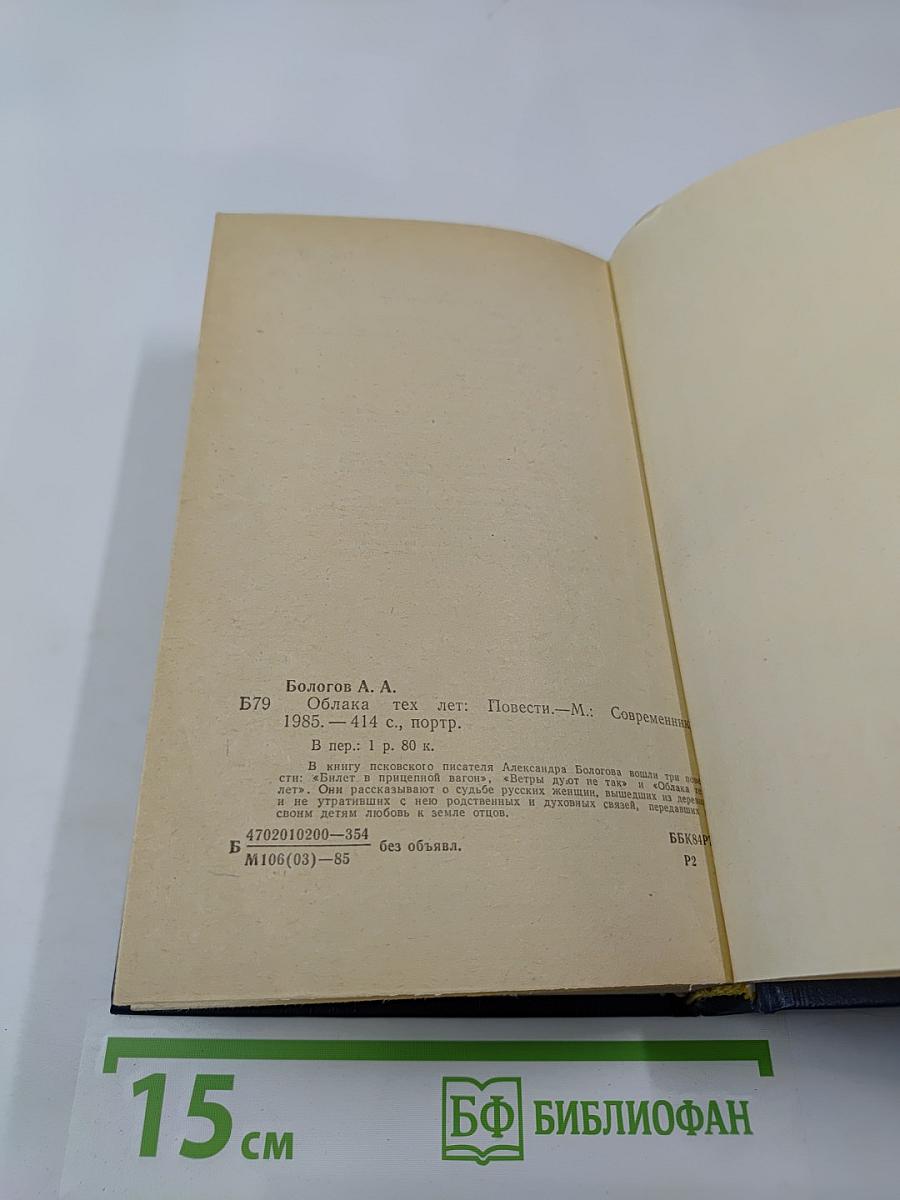 Бологов А. А.
Б79 Облака тех лет: Повести.—М.: Современник
1985. — 414 с., портр.
В пер.: 1 р. 80 к.
В книгу псковского писателя Александра Бологова вошли три
сти: «Билет в прицепной вагон», «Ветры дуют не так» и «Облака
лет». Они рассказывают о судьбе русских женщин, вышедших из
и не утративших с нею родственных и духовных связей, передавших
своим детям любовь к земле отцов.
Б 4702010200—354 без объявл. ББК84Р
М106(03)—85 Р2
15 см БФ БИБЛИОФАН